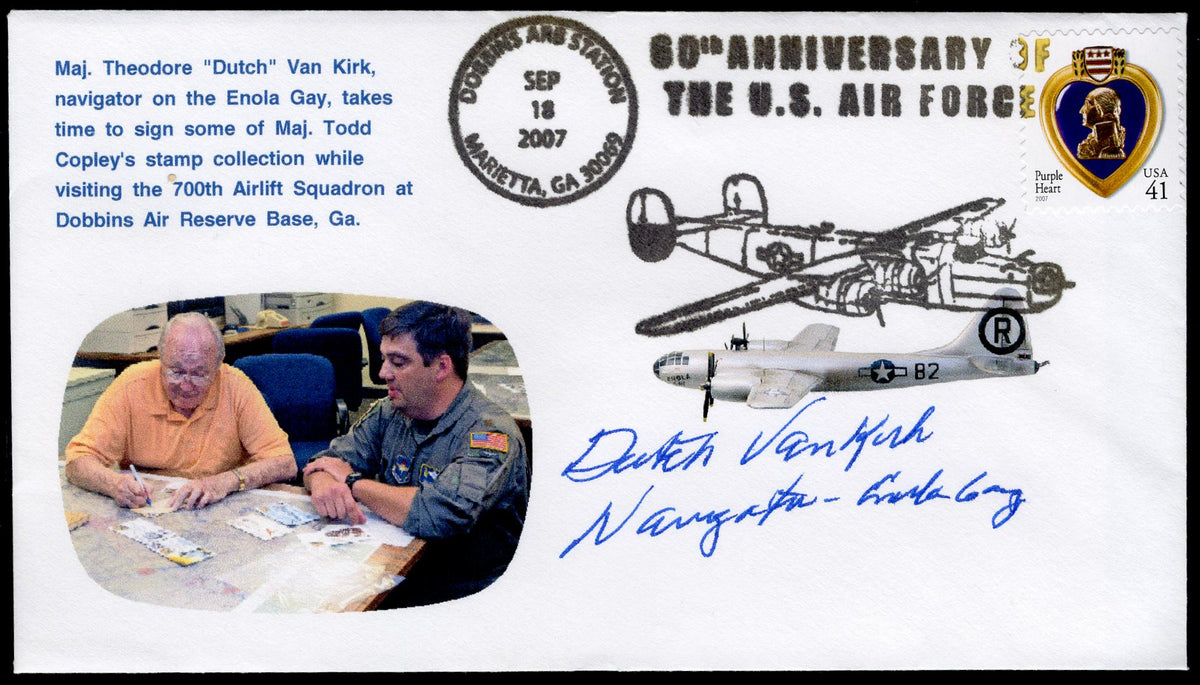 Maj. Theodore "Dutch" Van Kirk,
navigator on the Enola Gay, takes
time to sign some of Maj. Todd
Copley's stamp collection while
visiting the 700th Airlift Squadron at
Dobbins Air Reserve Base, Ga.
DOBBINS ARB STATION
SEP
18
2007
MARIETTA, GA 30069
60th ANNIVERSARY OF
THE U.S. AIR FORCE
Purple
Heart
2007
USA
41
R
ENOLA
GAY
82
Dutch VanKirk
Navigator - Enola Gay